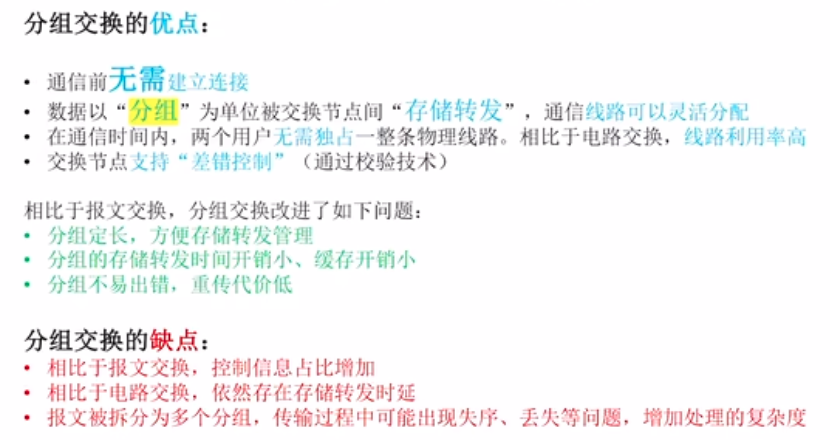 分组交换的优点：
• 通信前无需建立连接
• 数据以“分组”为单位被交换节点间“存储转发”，通信线路可以灵活分配
• 在通信时间内，两个用户无需独占一整条物理线路。相比于电路交换，线路利用率高
• 交换节点支持“差错控制”（通过校验技术）
相比于报文交换，分组交换改进了如下问题：
• 分组定长，方便存储转发管理
• 分组的存储转发时间开销小、缓存开销小
• 分组不易出错，重传代价低
分组交换的缺点：
• 相比于报文交换，控制信息占比增加
• 相比于电路交换，依然存在存储转发时延
• 报文被拆分为多个分组，传输过程中可能出现失序、丢失等问题，增加处理的复杂度